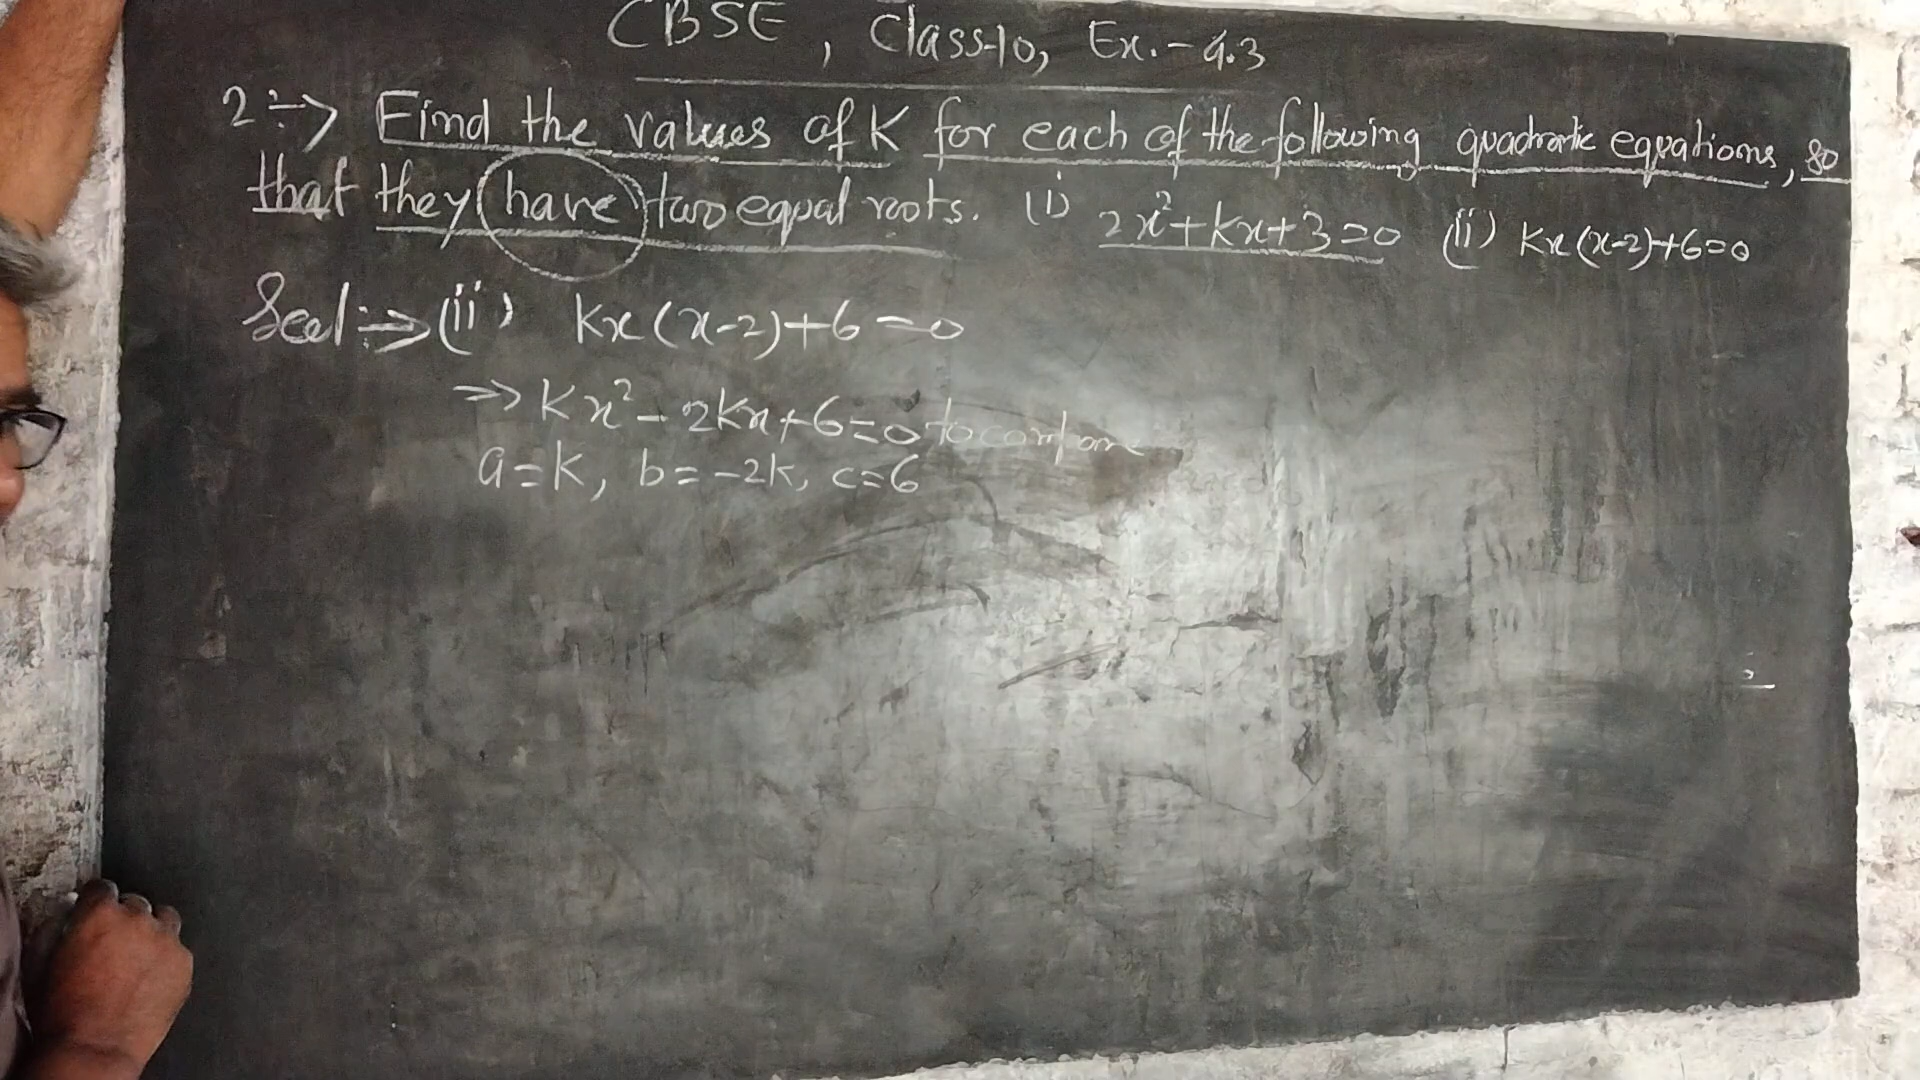 CBSE, Class-10, Ex.-4.3
2 ÷→ Find the values of K for each of the following quadratic equations, so
that they have two equal roots. (i) 2x²+kx+3=0 (ii) Kx(x-2)+6=0
Sol ÷→ (ii) Kx(x-2)+6=0
⇒ Kx² - 2Kx+6=0 to compare
a=K, b=-2K, c=6